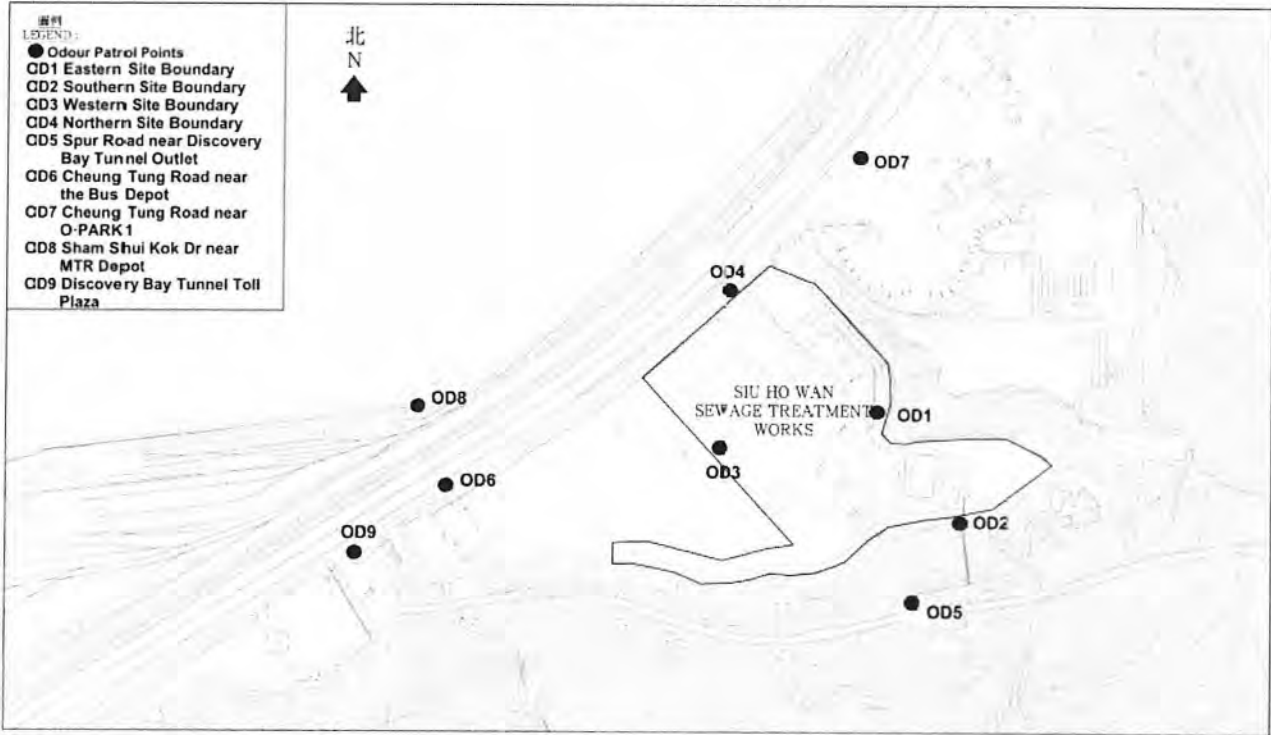 圖例
LEGEND:
Odour Patrol Points
OD1 Eastern Site Boundary
OD2 Southern Site Boundary
OD3 Western Site Boundary
OD4 Northern Site Boundary
OD5 Spur Road near Discovery
Bay Tunnel Outlet
OD6 Cheung Tung Road near
the Bus Depot
OD7 Cheung Tung Road near
O-PARK1
OD8 Sham Shui Kok Dr near
MTR Depot
OD9 Discovery Bay Tunnel Toll
Plaza
北
N
OD7
OD4
OD8
SIU HO WAN
SEWAGE TREATMENT
WORKS
OD1
OD3
OD6
OD2
OD9
OD5